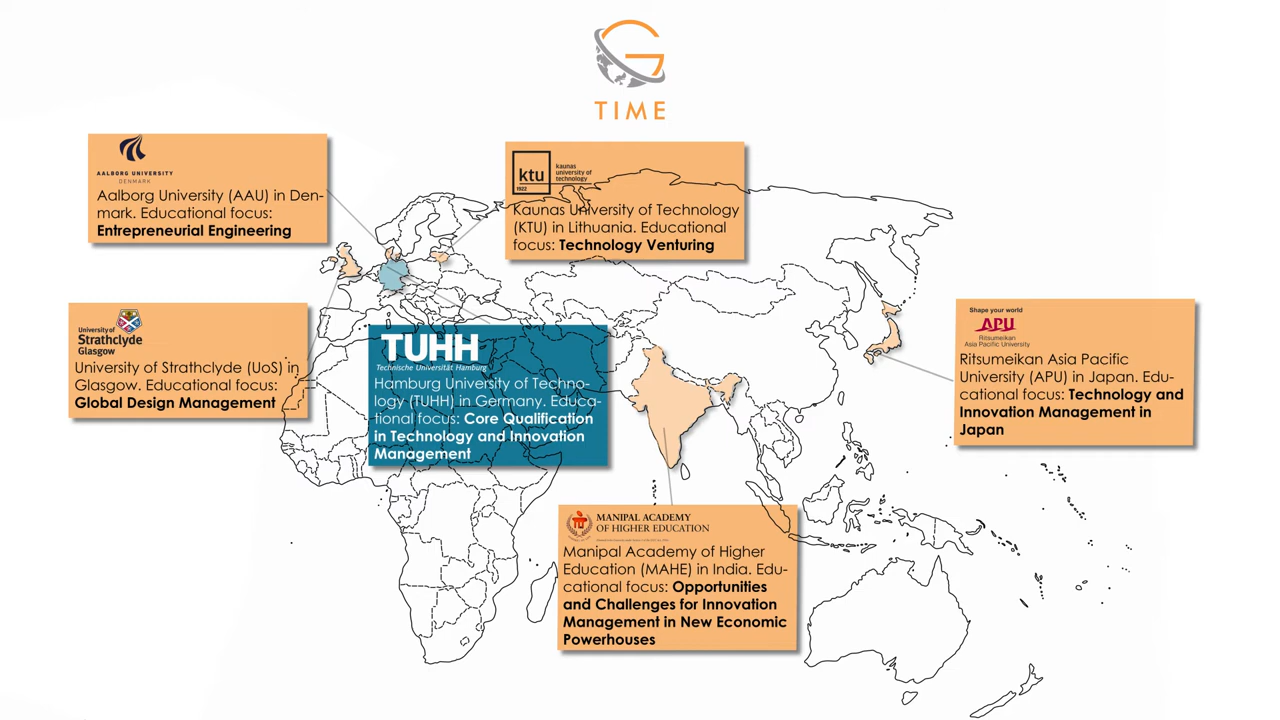 G
TIME
AALBORG UNIVERSITY
DENMARK
Aalborg University (AAU) in Den-
mark. Educational focus:
Entrepreneurial Engineering
ktu
1922
kaunas
university of
technology
Kaunas University of Technology
(KTU) in Lithuania. Educational
focus: Technology Venturing
University of
Strathclyde
Glasgow
University of Strathclyde (UoS) in
Glasgow. Educational focus:
Global Design Management
TUHH
Technische Universität Hamburg
Hamburg University of Techno-
logy (TUHH) in Germany. Educa-
tional focus: Core Qualification
in Technology and Innovation
Management
Shape your world
APU
Ritsumeikan
Asia Pacific University
Ritsumeikan Asia Pacific
University (APU) in Japan. Edu-
cational focus: Technology and
Innovation Management in
Japan
MANIPAL ACADEMY
OF HIGHER EDUCATION
Manipal Academy of Higher
Education (MAHE) in India. Edu-
cational focus: Opportunities
and Challenges for Innovation
Management in New Economic
Powerhouses